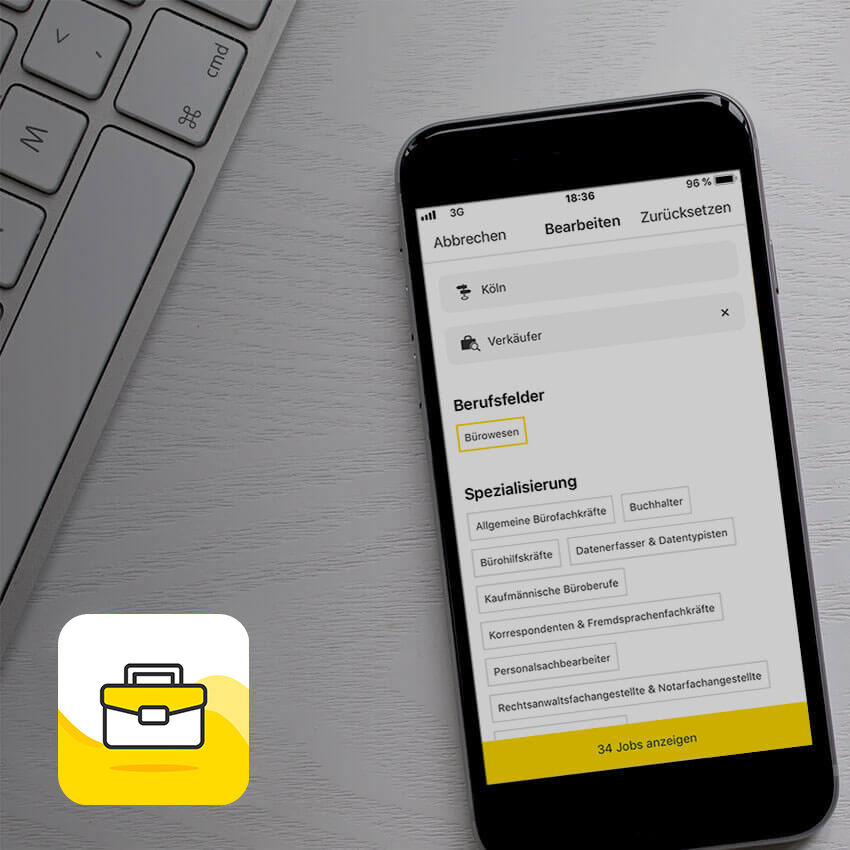 cmd
⌘
<
,
M
3G 18:36 96 %
Abbrechen Bearbeiten Zurücksetzen
Köln
Verkäufer ×
Berufsfelder
Bürowesen
Spezialisierung
Allgemeine Bürofachkräfte Buchhalter
Bürohilfskräfte Datenerfasser & Datentypisten
Kaufmännische Büroberufe
Korrespondenten & Fremdsprachenfachkräfte
Personalsachbearbeiter
Rechtsanwaltsfachangestellte & Notarfachangestellte
34 Jobs anzeigen